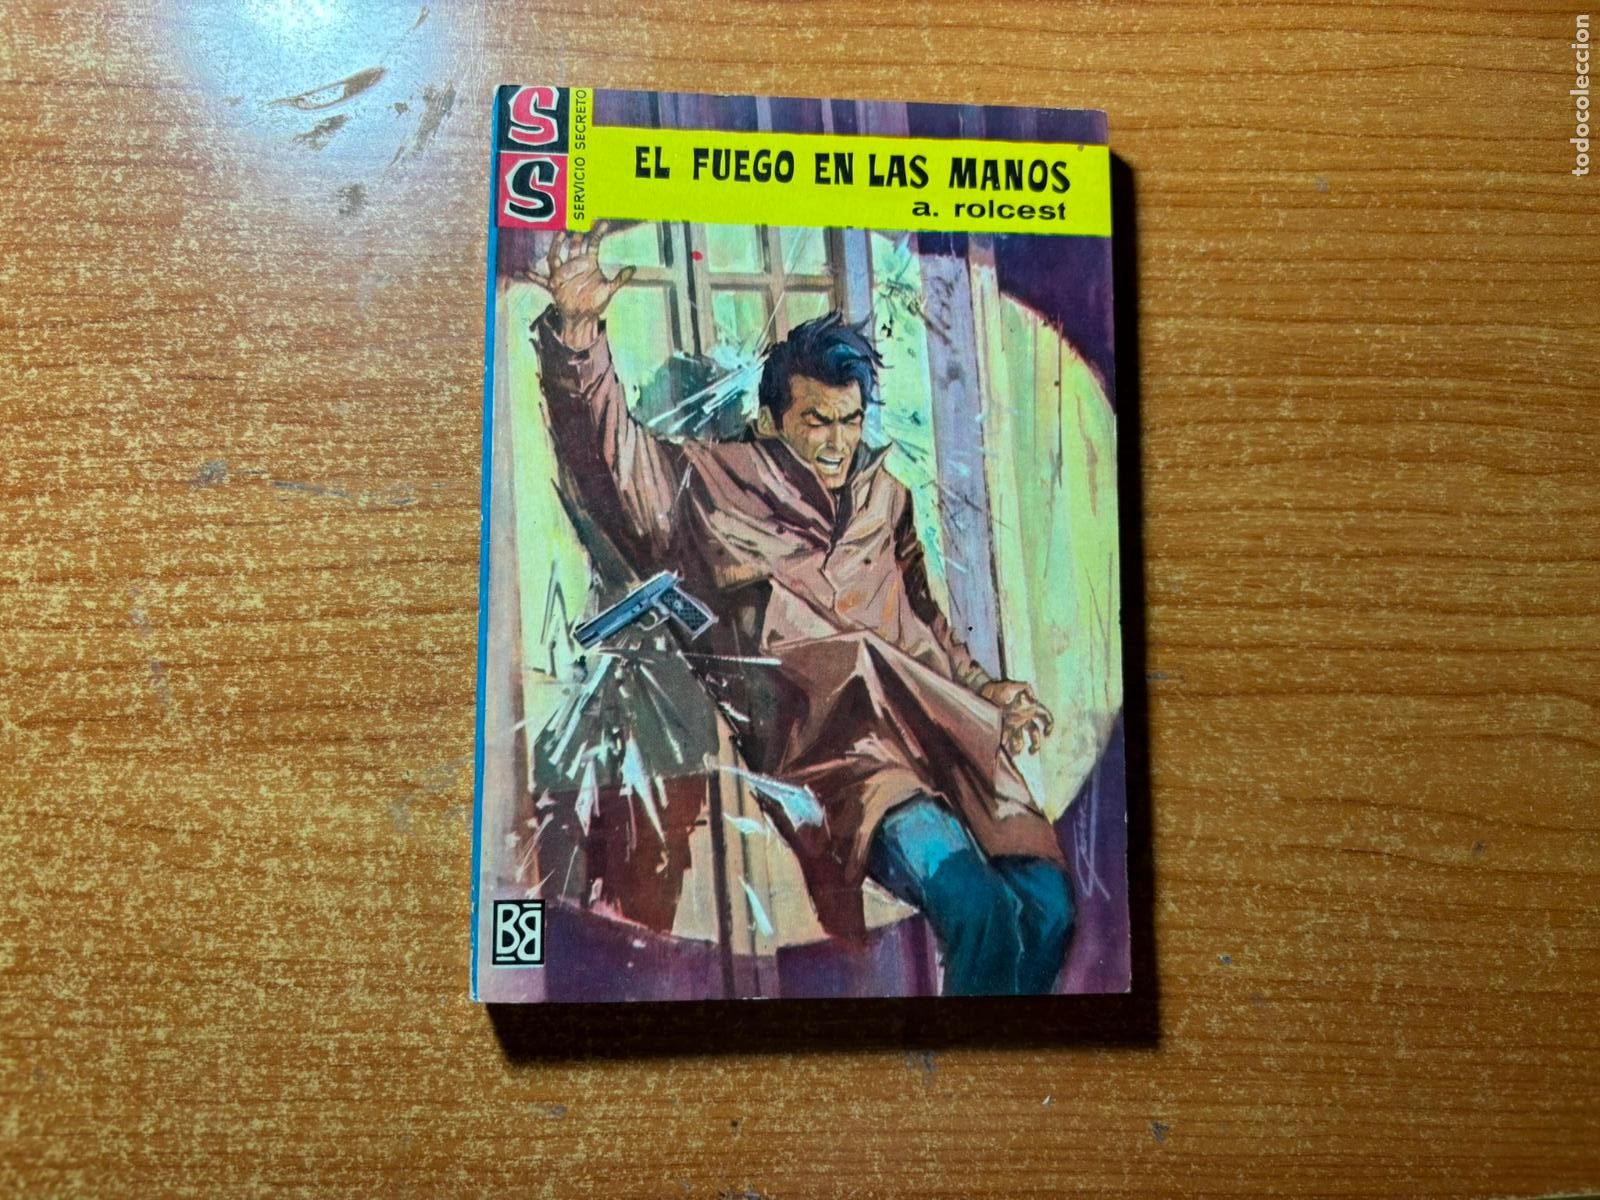 S
S
SERVICIO SECRETO
EL FUEGO EN LAS MANOS
a. rolcest
BB
todocoleccion